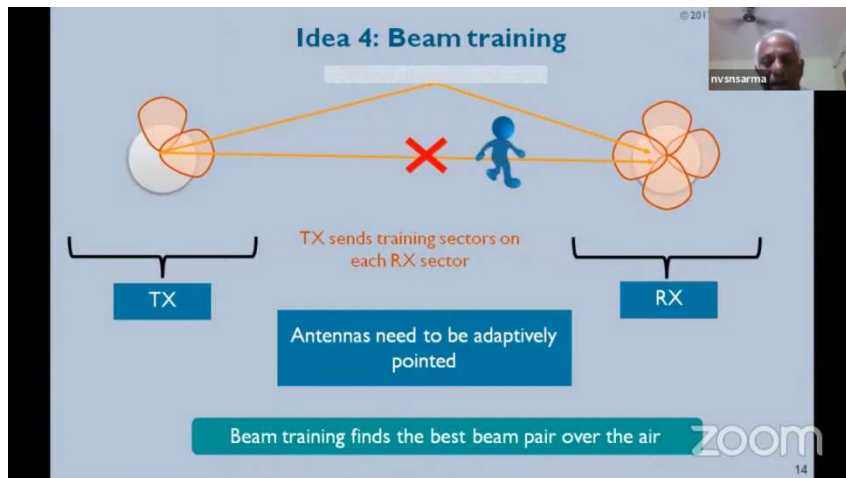 © 201
Idea 4: Beam training
nvsnsarma
TX sends training sectors on
each RX sector
TX
RX
Antennas need to be adaptively
pointed
Beam training finds the best beam pair over the air
zoom
14